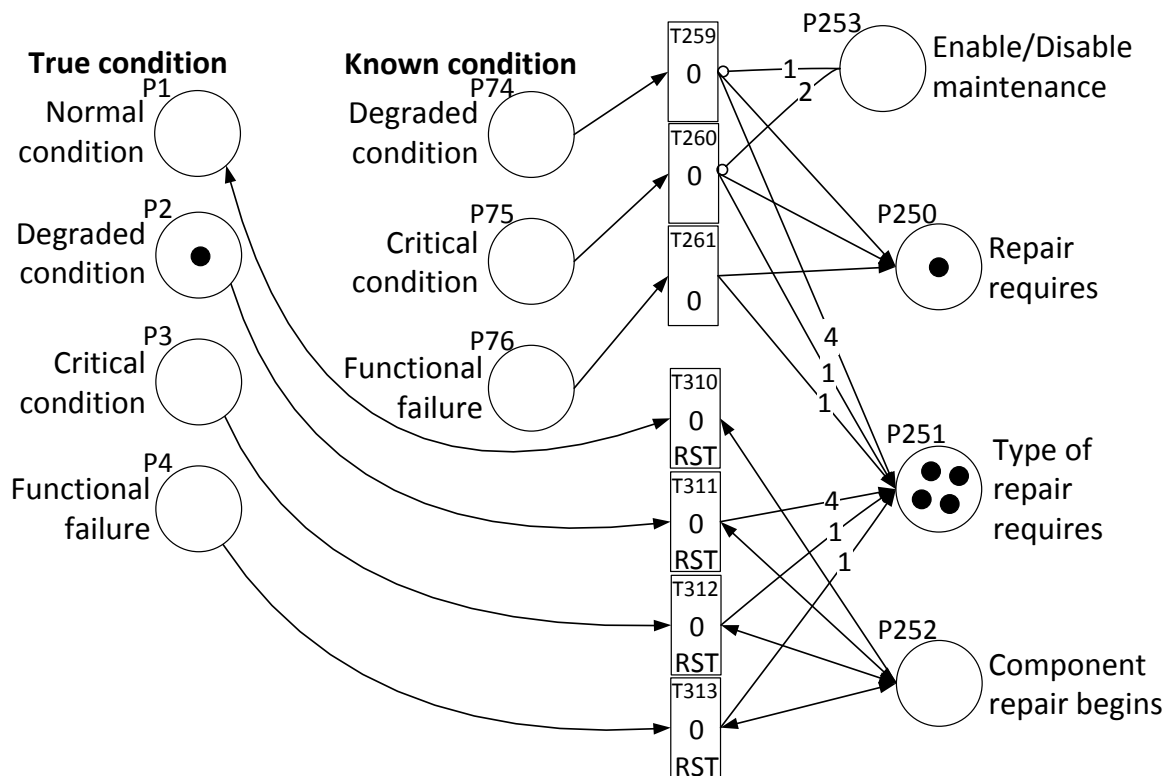 True condition
P1
Normal
condition
P2
Degraded
condition
P3
Critical
condition
P4
Functional
failure
Known condition
P74
Degraded
condition
P75
Critical
condition
P76
Functional
failure
T259
0
T260
0
T261
0
T310
0
RST
T311
0
RST
T312
0
RST
T313
0
RST
1
2
4
1
1
4
1
1
P253
Enable/Disable
maintenance
P250
Repair
requires
P251
Type of
repair
requires
P252
Component
repair begins